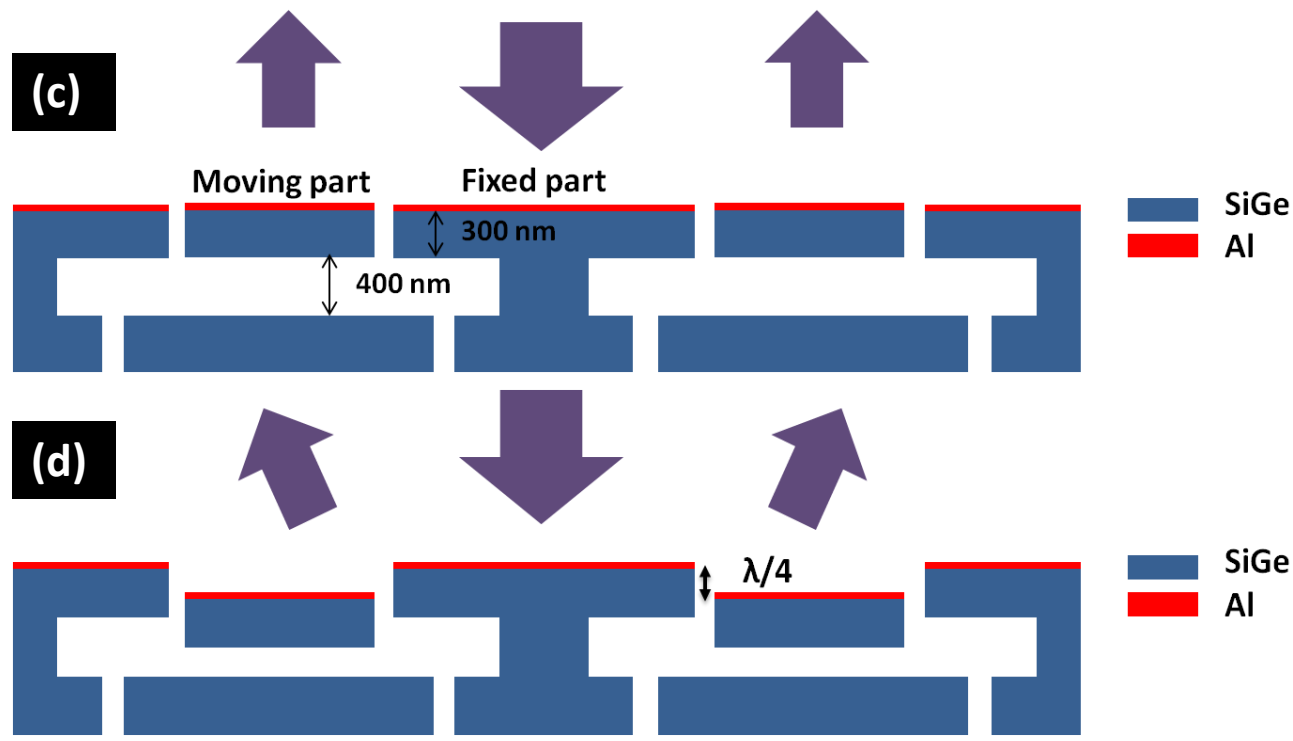 (c)
Moving part
Fixed part
SiGe
Al
300 nm
400 nm
(d)
λ/4
SiGe
Al